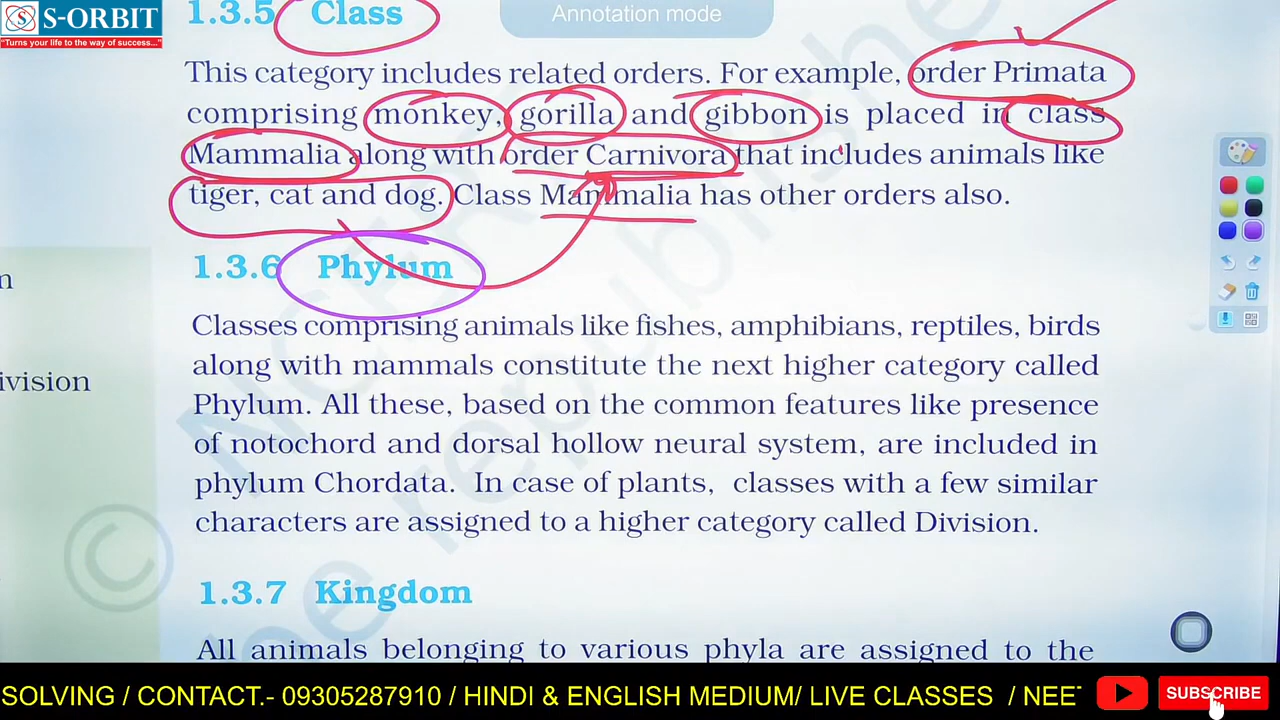 1.3.5 Class
S-ORBIT
"Turns your life to the way of success..."
Annotation mode
This category includes related orders. For example, order Primata
comprising monkey, gorilla and gibbon is placed in class
Mammalia along with order Carnivora that includes animals like
tiger, cat and dog. Class Mammalia has other orders also.
1.3.6 Phylum
Classes comprising animals like fishes, amphibians, reptiles, birds
along with mammals constitute the next higher category called
Phylum. All these, based on the common features like presence
of notochord and dorsal hollow neural system, are included in
phylum Chordata. In case of plants, classes with a few similar
characters are assigned to a higher category called Division.
ivision
1.3.7 Kingdom
All animals belonging to various phyla are assigned to the
SOLVING / CONTACT.- 09305287910 / HINDI & ENGLISH MEDIUM/ LIVE CLASSES / NEET
SUBSCRIBE